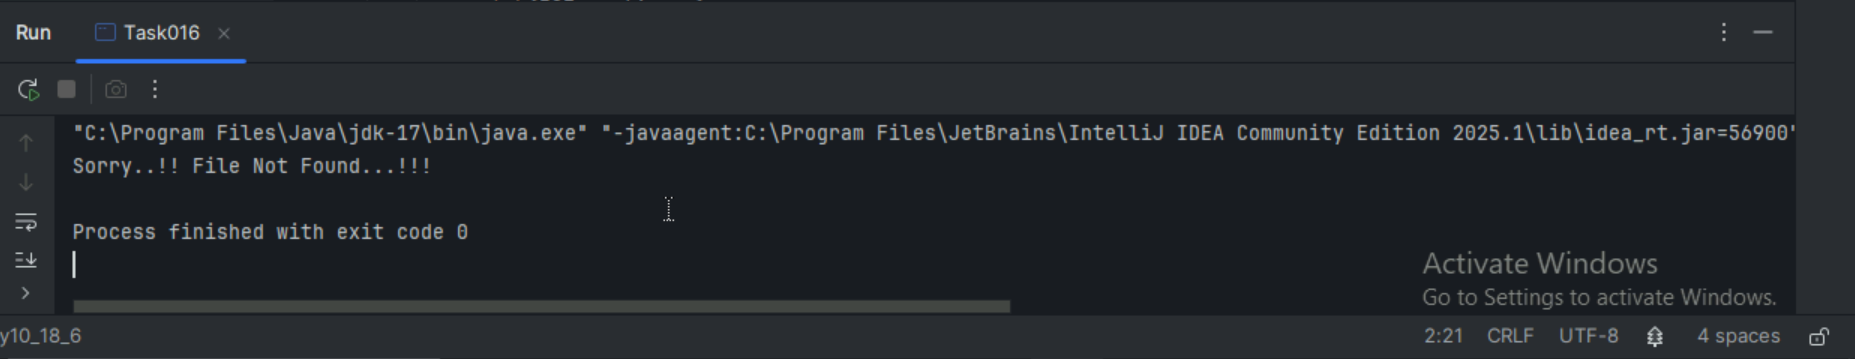 Run Task016
"C:\Program Files\Java\jdk-17\bin\java.exe" "-javaagent:C:\Program Files\JetBrains\IntelliJ IDEA Community Edition 2025.1\lib\idea_rt.jar=56900"
Sorry..!! File Not Found...!!!
Process finished with exit code 0
Activate Windows
Go to Settings to activate Windows.
y10_18_6 2:21 CRLF UTF-8 4 spaces